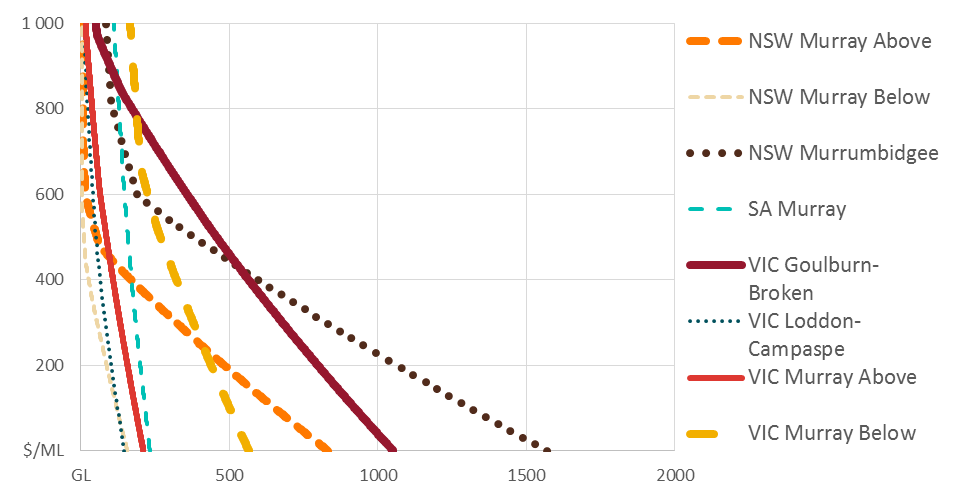 1 000
800
600
400
200
$/ML
GL
500
1000
1500
2000
NSW Murray Above
NSW Murray Below
NSW Murrumbidgee
SA Murray
VIC Goulburn-
Broken
VIC Loddon-
Campaspe
VIC Murray Above
VIC Murray Below